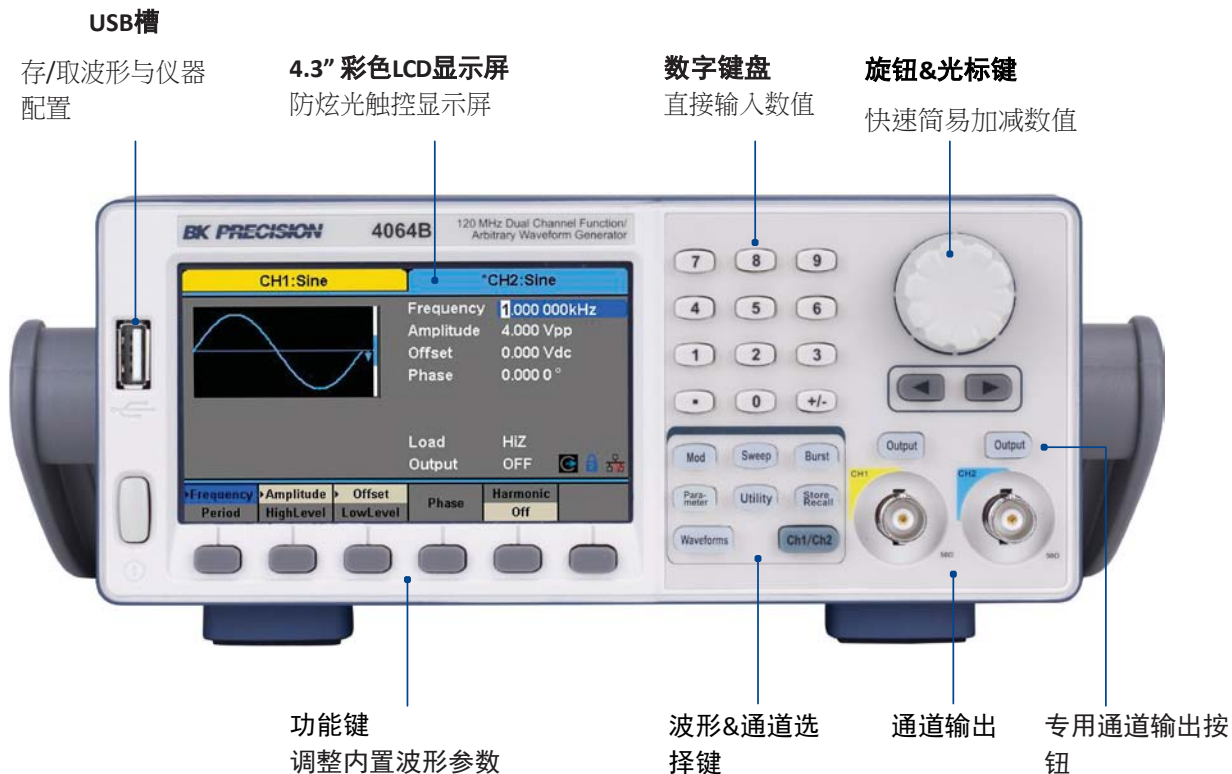 USB槽
存/取波形与仪器
配置
4.3” 彩色LCD显示屏
防炫光触控显示屏
数字键盘
直接输入数值
旋钮&光标键
快速简易加减数值
BK PRECISION
4064B
120 MHz Dual Channel Function/
Arbitrary Waveform Generator
CH1:Sine
*CH2:Sine
Frequency 1.000 000kHz
Amplitude 4.000 Vpp
Offset 0.000 Vdc
Phase 0.000 0 °
Load HiZ
Output OFF
Frequency
Period
Amplitude
HighLevel
Offset
LowLevel
Phase
Harmonic
Off
7 8 9
4 5 6
1 2 3
• 0 +/-
Mod Sweep Burst
Para-
meter
Utility
Store
Recall
Waveforms Ch1/Ch2
Output Output
CH1 CH2
50Ω 50Ω
功能键
调整内置波形参数
波形&通道选
择键
通道输出
专用通道输出按
钮